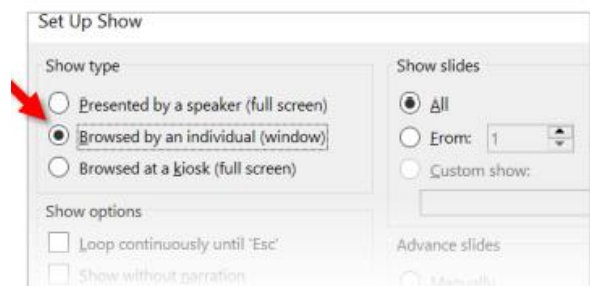 Set Up Show
Show type
Presented by a speaker (full screen)
Browsed by an individual (window)
Browsed at a kiosk (full screen)
Show options
Loop continuously until 'Esc'
Show without narration
Show slides
All
From: 1
Custom show:
Advance slides
Manually